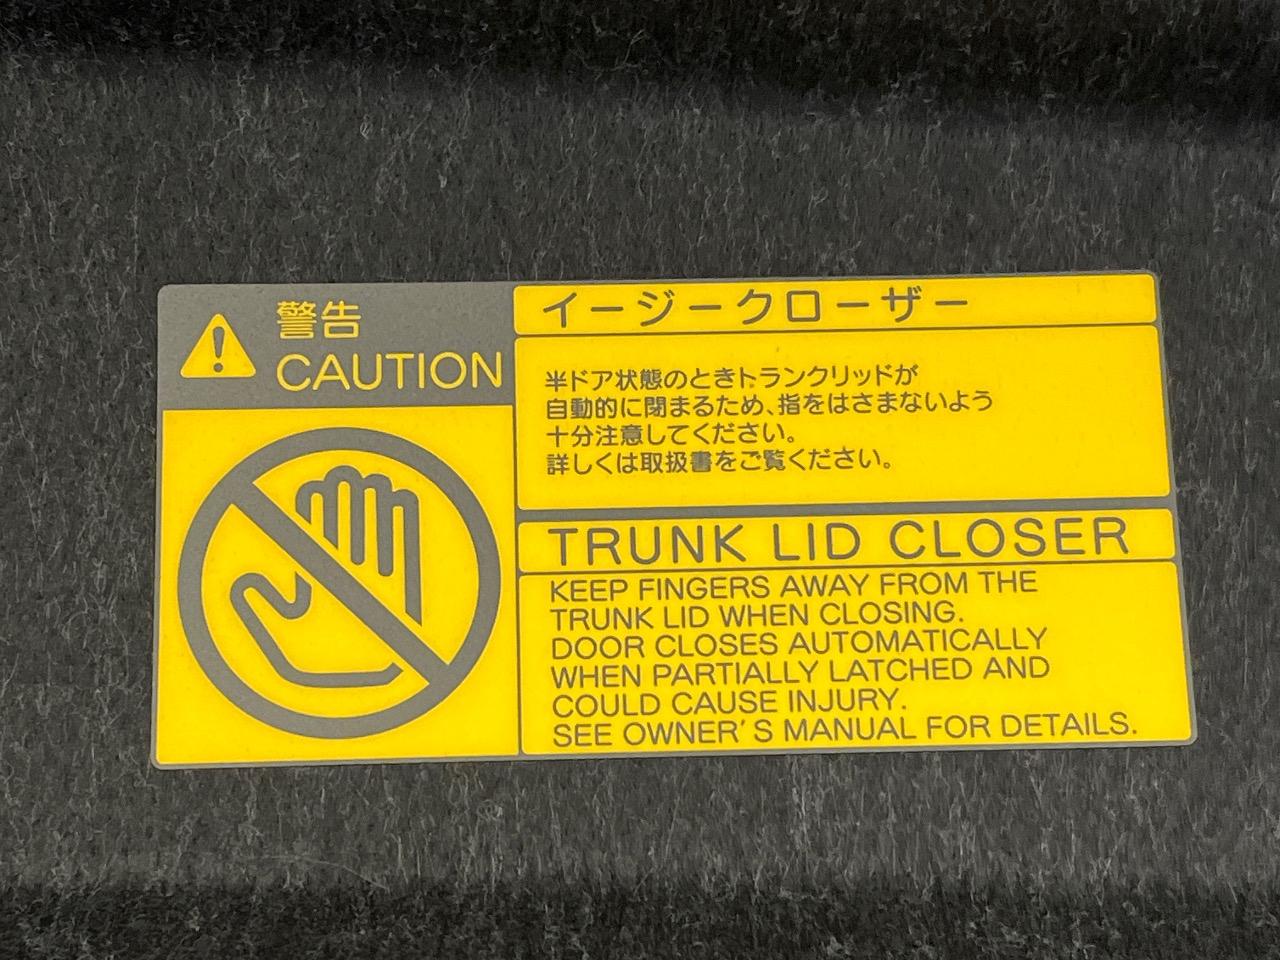 警告
CAUTION
イージークローザー
半ドア状態のときトランクリッドが
自動的に閉まるため、指をはさまないよう
十分注意してください。
詳しくは取扱書をご覧ください。
TRUNK LID CLOSER
KEEP FINGERS AWAY FROM THE
TRUNK LID WHEN CLOSING.
DOOR CLOSES AUTOMATICALLY
WHEN PARTIALLY LATCHED AND
COULD CAUSE INJURY.
SEE OWNER'S MANUAL FOR DETAILS.